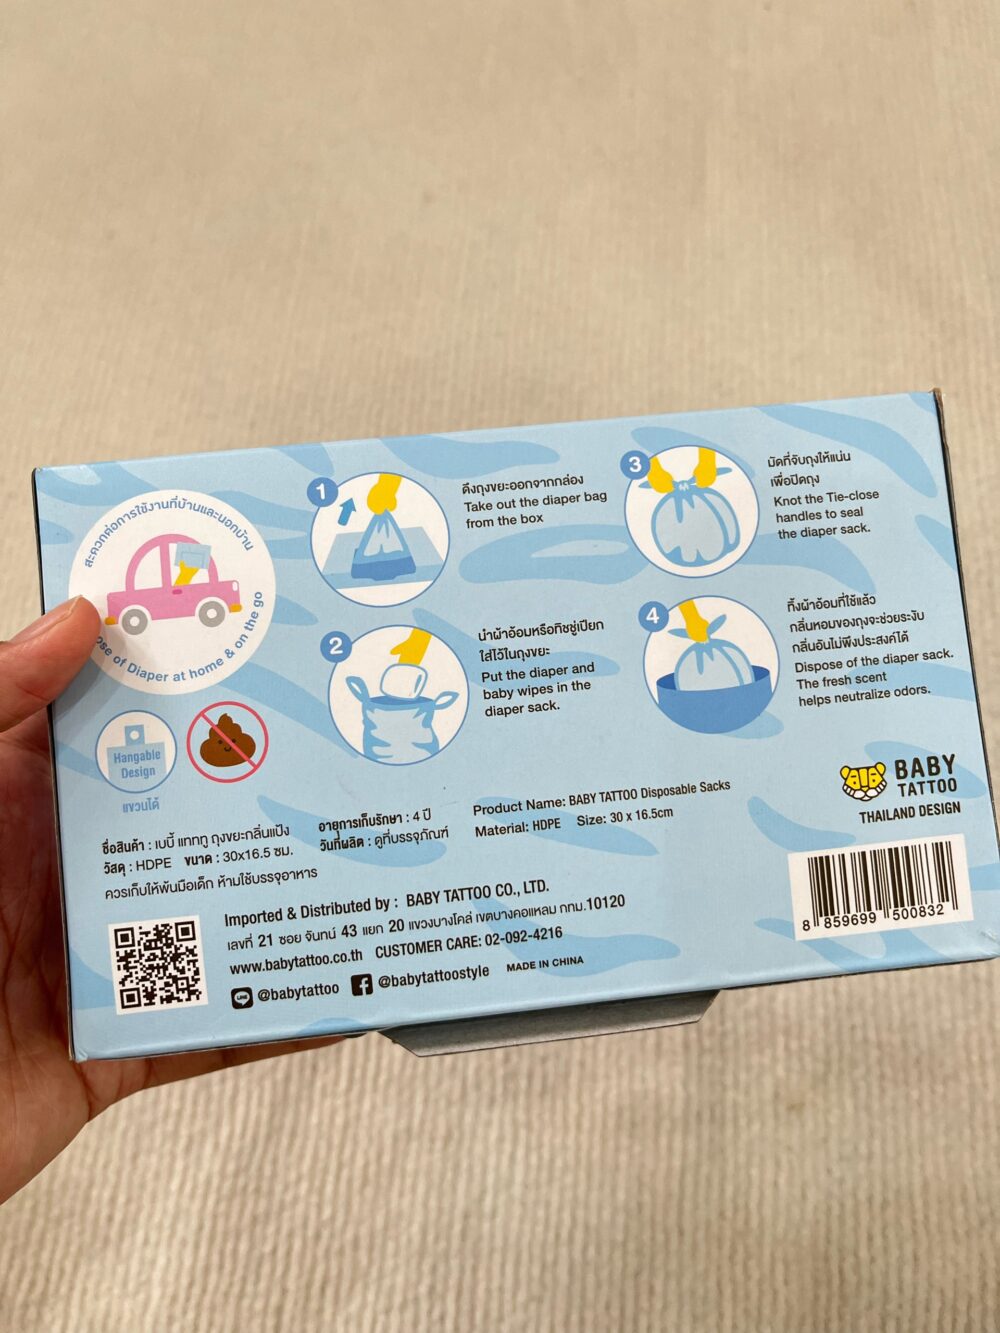 สะดวกต่อการใช้งานที่บ้านและนอกบ้าน
of Diaper at home & on the go
Hangable
Design
แขวนได้
1
ดึงถุงขยะออกจากกล่อง
Take out the diaper bag
from the box
2
นำผ้าอ้อมหรือทิชชู่เปียก
ใส่ไว้ในถุงขยะ
Put the diaper and
baby wipes in the
diaper sack.
3
มัดที่จับถุงให้แน่น
เพื่อปิดถุง
Knot the Tie-close
handles to seal
the diaper sack.
4
ทิ้งผ้าอ้อมที่ใช้แล้ว
กลิ่นหอมของถุงจะช่วยระงับ
กลิ่นอันไม่พึงประสงค์ได้
Dispose of the diaper sack.
The fresh scent
helps neutralize odors.
BABY
TATTOO
THAILAND DESIGN
ชื่อสินค้า : เบบี้ แทททู ถุงขยะกลิ่นแป้ง
วัสดุ : HDPE ขนาด : 30x16.5 ซม.
ควรเก็บให้พ้นมือเด็ก ห้ามใช้บรรจุอาหาร
อายุการเก็บรักษา : 4 ปี
วันที่ผลิต : ดูที่บรรจุภัณฑ์
Product Name: BABY TATTOO Disposable Sacks
Material: HDPE Size: 30 x 16.5cm
Imported & Distributed by : BABY TATTOO CO., LTD.
เลขที่ 21 ซอย จันทน์ 43 แยก 20 แขวงบางโคล่ เขตบางคอแหลม กทม.10120
www.babytattoo.co.th CUSTOMER CARE: 02-092-4216
LINE @babytattoo @babytattoostyle MADE IN CHINA
8 859699 500832